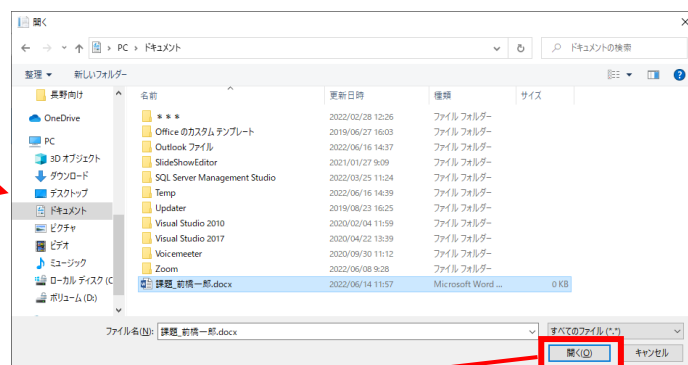 開く
PC › ドキュメント
ドキュメントの検索
整理 新しいフォルダー
長野向け
OneDrive
PC
3D オブジェクト
ダウンロード
デスクトップ
ドキュメント
ピクチャ
ビデオ
ミュージック
ローカル ディスク (C
ボリューム (D:)
名前 更新日時 種類 サイズ
* * * 2022/02/28 12:26 ファイル フォルダー
Office のカスタム テンプレート 2019/06/27 16:03 ファイル フォルダー
Outlook ファイル 2022/06/16 14:37 ファイル フォルダー
SlideShowEditor 2021/01/27 9:09 ファイル フォルダー
SQL Server Management Studio 2022/03/25 11:24 ファイル フォルダー
Temp 2022/06/16 14:39 ファイル フォルダー
Updater 2019/08/23 16:25 ファイル フォルダー
Visual Studio 2010 2020/02/04 11:59 ファイル フォルダー
Visual Studio 2017 2020/04/22 13:39 ファイル フォルダー
Voicemeeter 2020/09/30 11:12 ファイル フォルダー
Zoom 2022/06/08 9:28 ファイル フォルダー
課題_前橋一郎.docx 2022/06/14 11:57 Microsoft Word ... 0 KB
ファイル名(N): 課題_前橋一郎.docx すべてのファイル (*.*)
開く(O) キャンセル